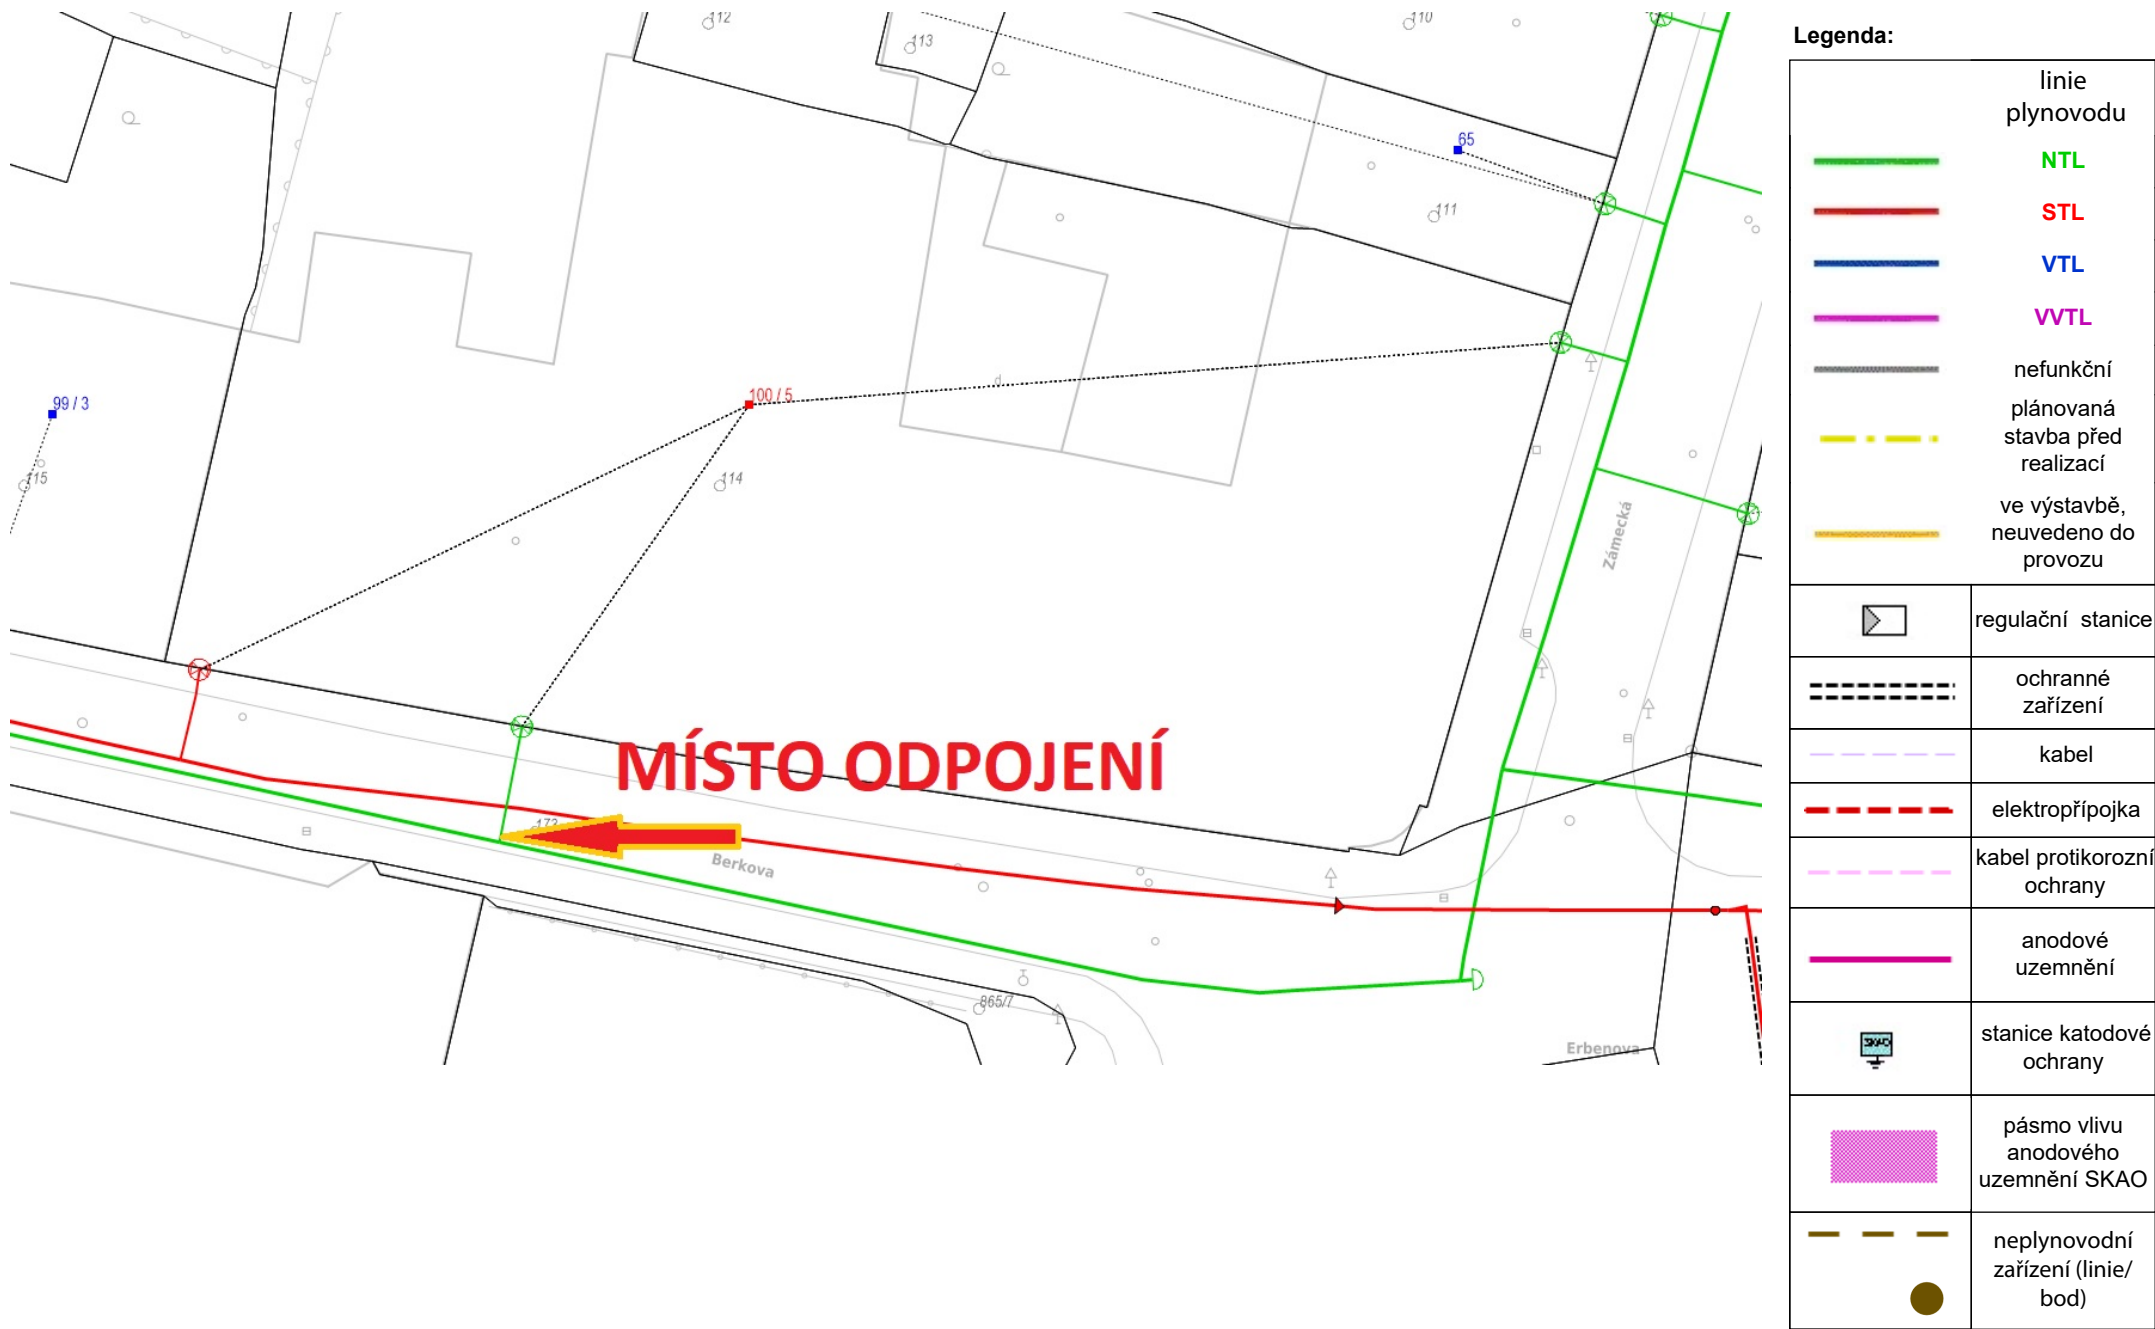 112
113
110
65
111
99 / 3
115
100 / 5
d
114
Zámecká
MÍSTO ODPOJENÍ
173
Berkova
865/7
Erbenova
Legenda:
linie
plynovodu
NTL
STL
VTL
VVTL
nefunkční
plánovaná
stavba před
realizací
ve výstavbě,
neuvedeno do
provozu
regulační stanice
ochranné
zařízení
kabel
elektropřípojka
kabel protikorozní
ochrany
anodové
uzemnění
SKAO
stanice katodové
ochrany
pásmo vlivu
anodového
uzemnění SKAO
neplynovodní
zařízení (linie/
bod)